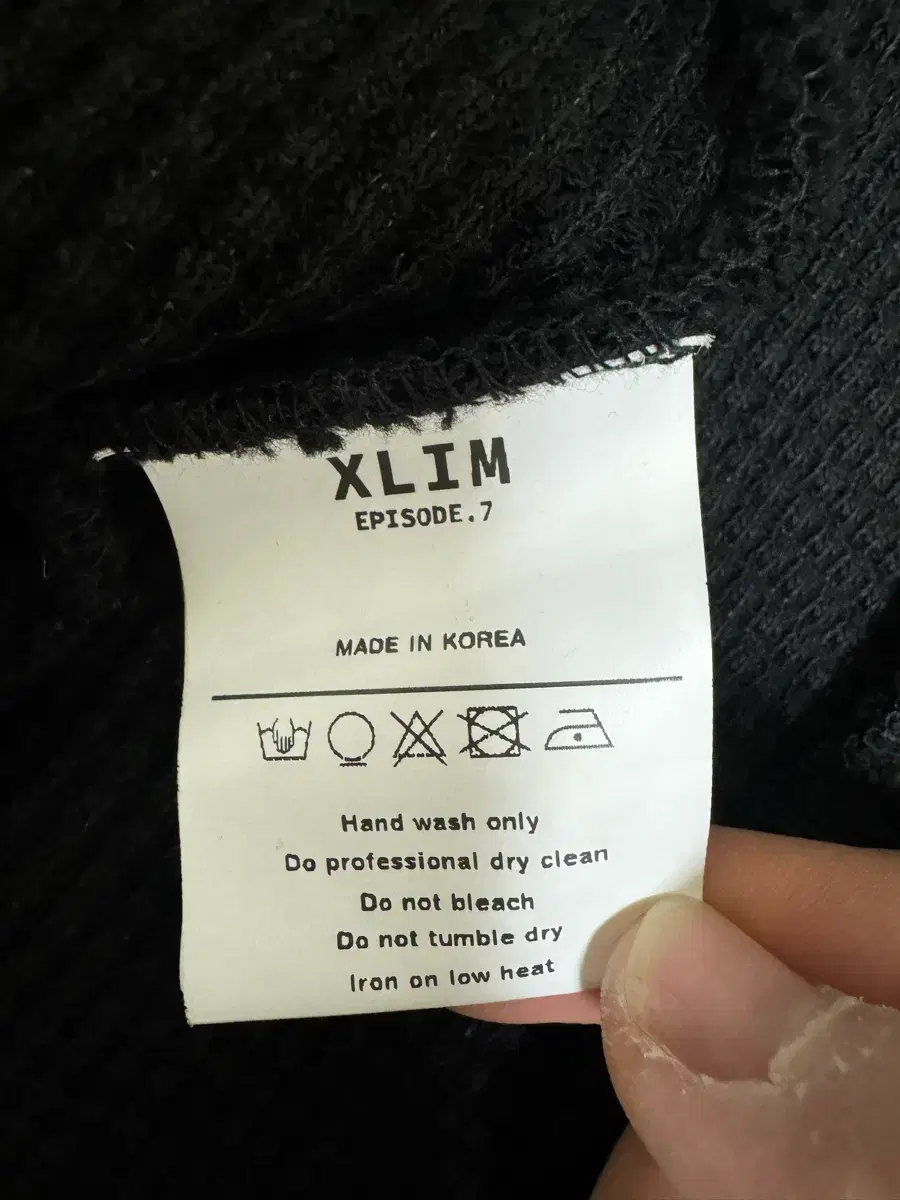 XLIM
EPISODE.7
MADE IN KOREA
Hand wash only
Do professional dry clean
Do not bleach
Do not tumble dry
Iron on low heat